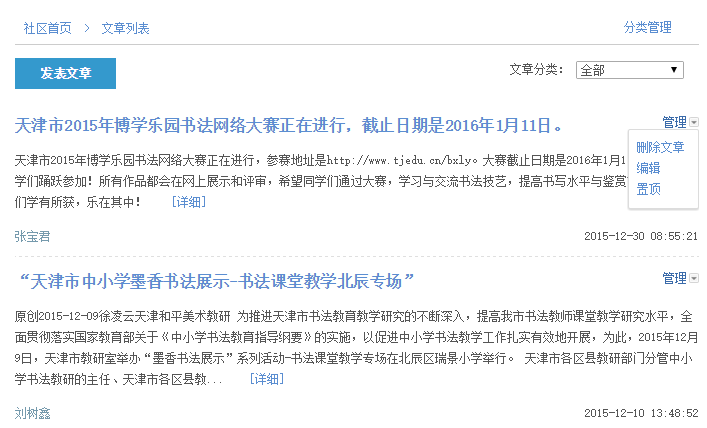 社区首页 > 文章列表 分类管理
发表文章 文章分类： 全部
天津市2015年博学乐园书法网络大赛正在进行，截止日期是2016年1月11日。 管理
删除文章
编辑
置顶
天津市2015年博学乐园书法网络大赛正在进行，参赛地址是http://www.tjedu.cn/bxly。大赛截止日期是2016年1月1
学们踊跃参加！所有作品都会在网上展示和评审，希望同学们通过大赛，学习与交流书法技艺，提高书写水平与鉴赏
们学有所获，乐在其中！ [详细]
张宝君 2015-12-30 08:55:21
“天津市中小学墨香书法展示-书法课堂教学北辰专场” 管理
原创2015-12-09徐凌云天津和平美术教研 为推进天津市书法教育教学研究的不断深入，提高我市书法教师课堂教学研究水平，全
面贯彻落实国家教育部关于《中小学书法教育指导纲要》的实施，以促进中小学书法教学工作扎实有效地开展，为此，2015年12月
9日，天津市教研室举办“墨香书法展示”系列活动-书法课堂教学专场在北辰区瑞景小学举行。 天津市各区县教研部门分管中小
学书法教研的主任、天津市各区县教... [详细]
刘树鑫 2015-12-10 13:48:52